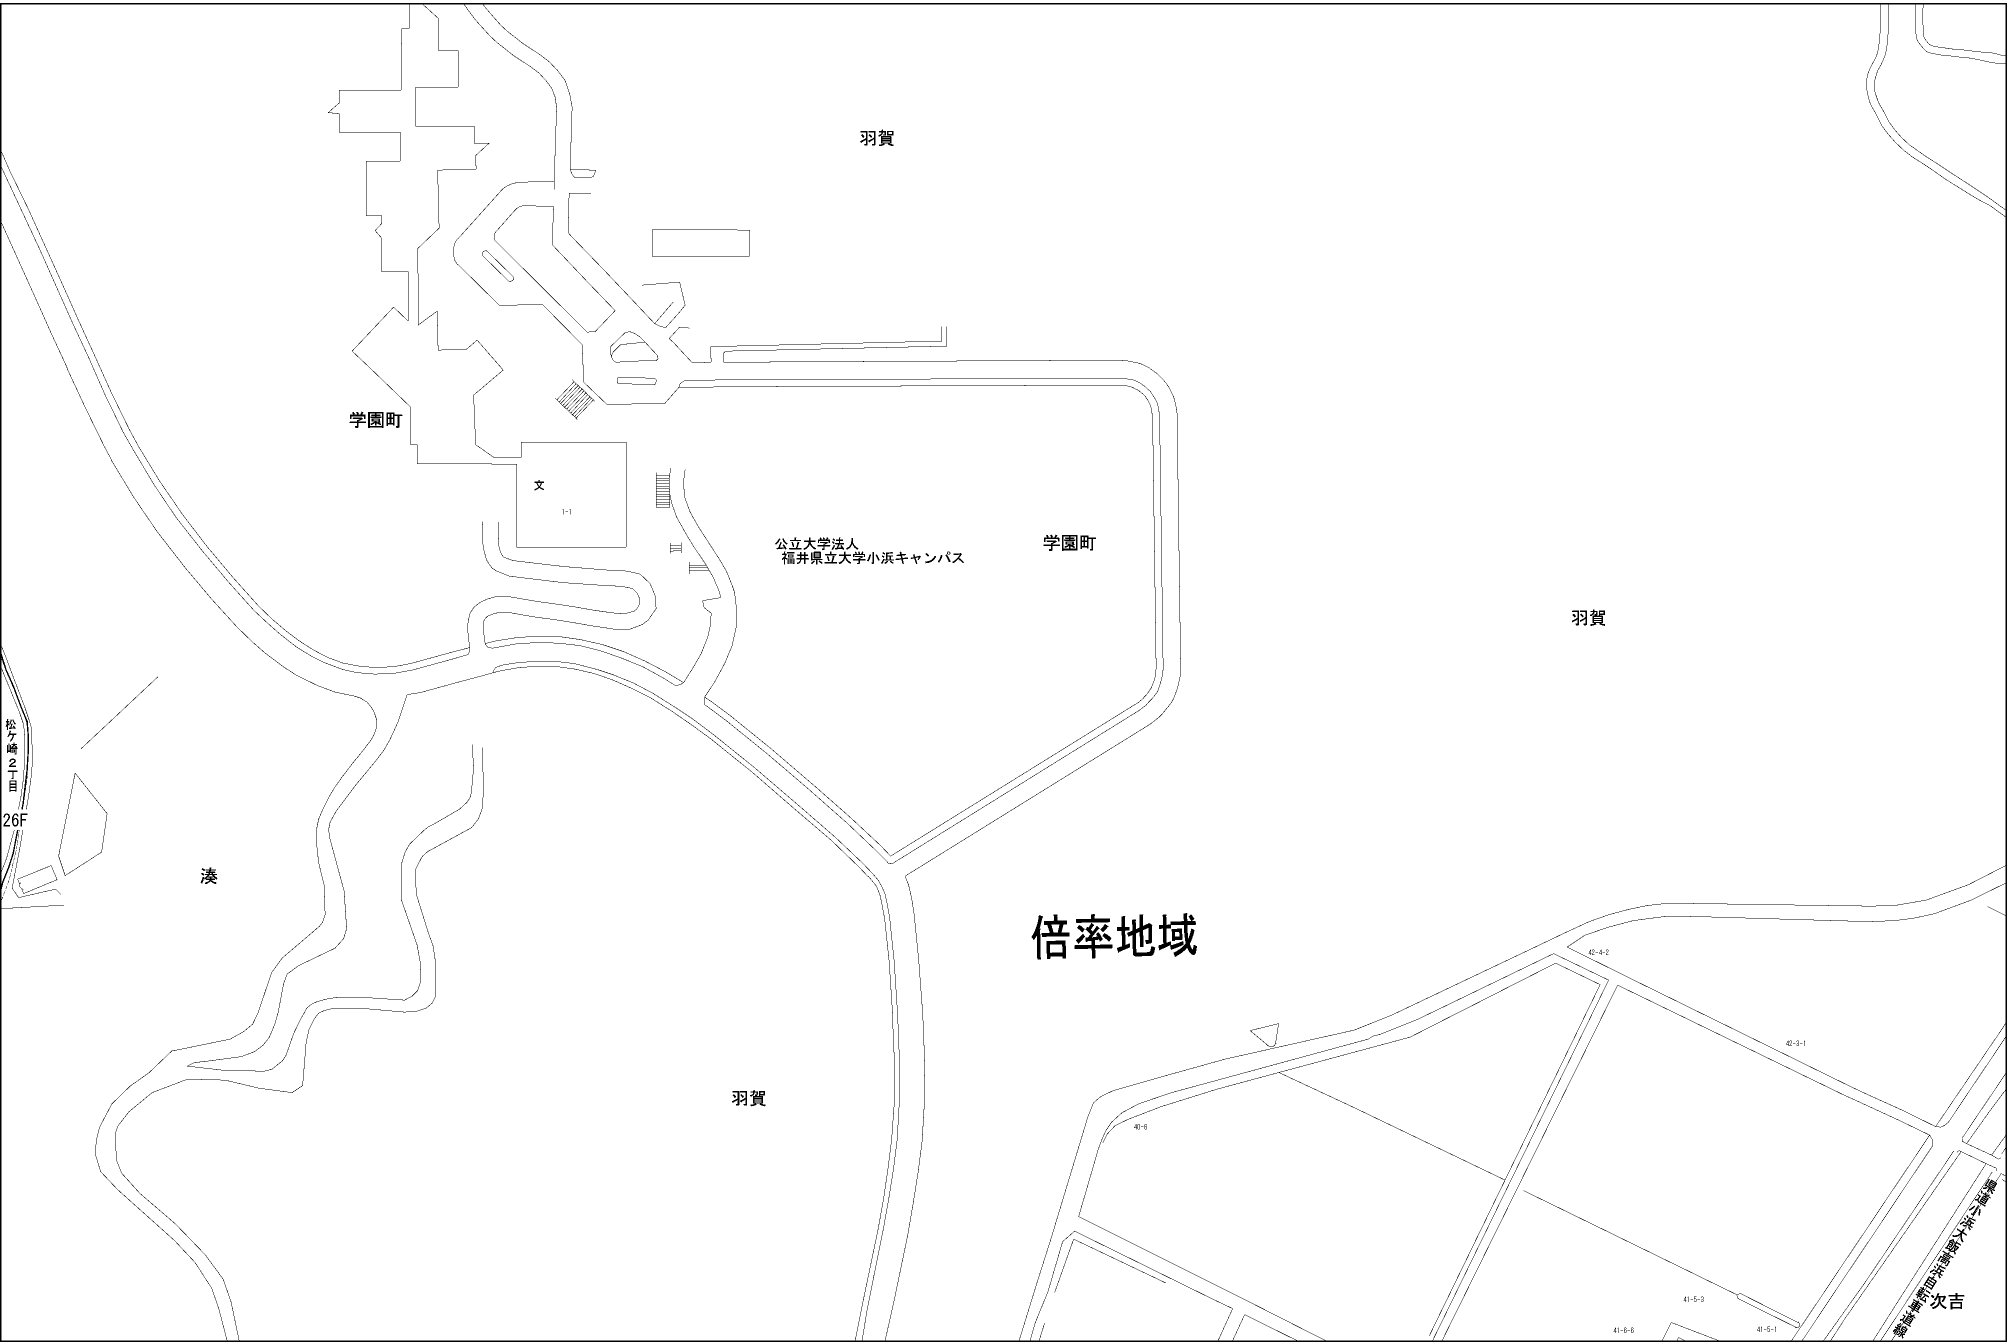 羽賀
学園町
文
1-1
公立大学法人
福井県立大学小浜キャンパス
学園町
羽賀
松ケ崎2丁目
26F
湊
倍率地域
42-4-2
42-3-1
羽賀
40-6
県道小浜大飯高浜自転車道線
41-5-3
次吉
41-6-6
41-5-1